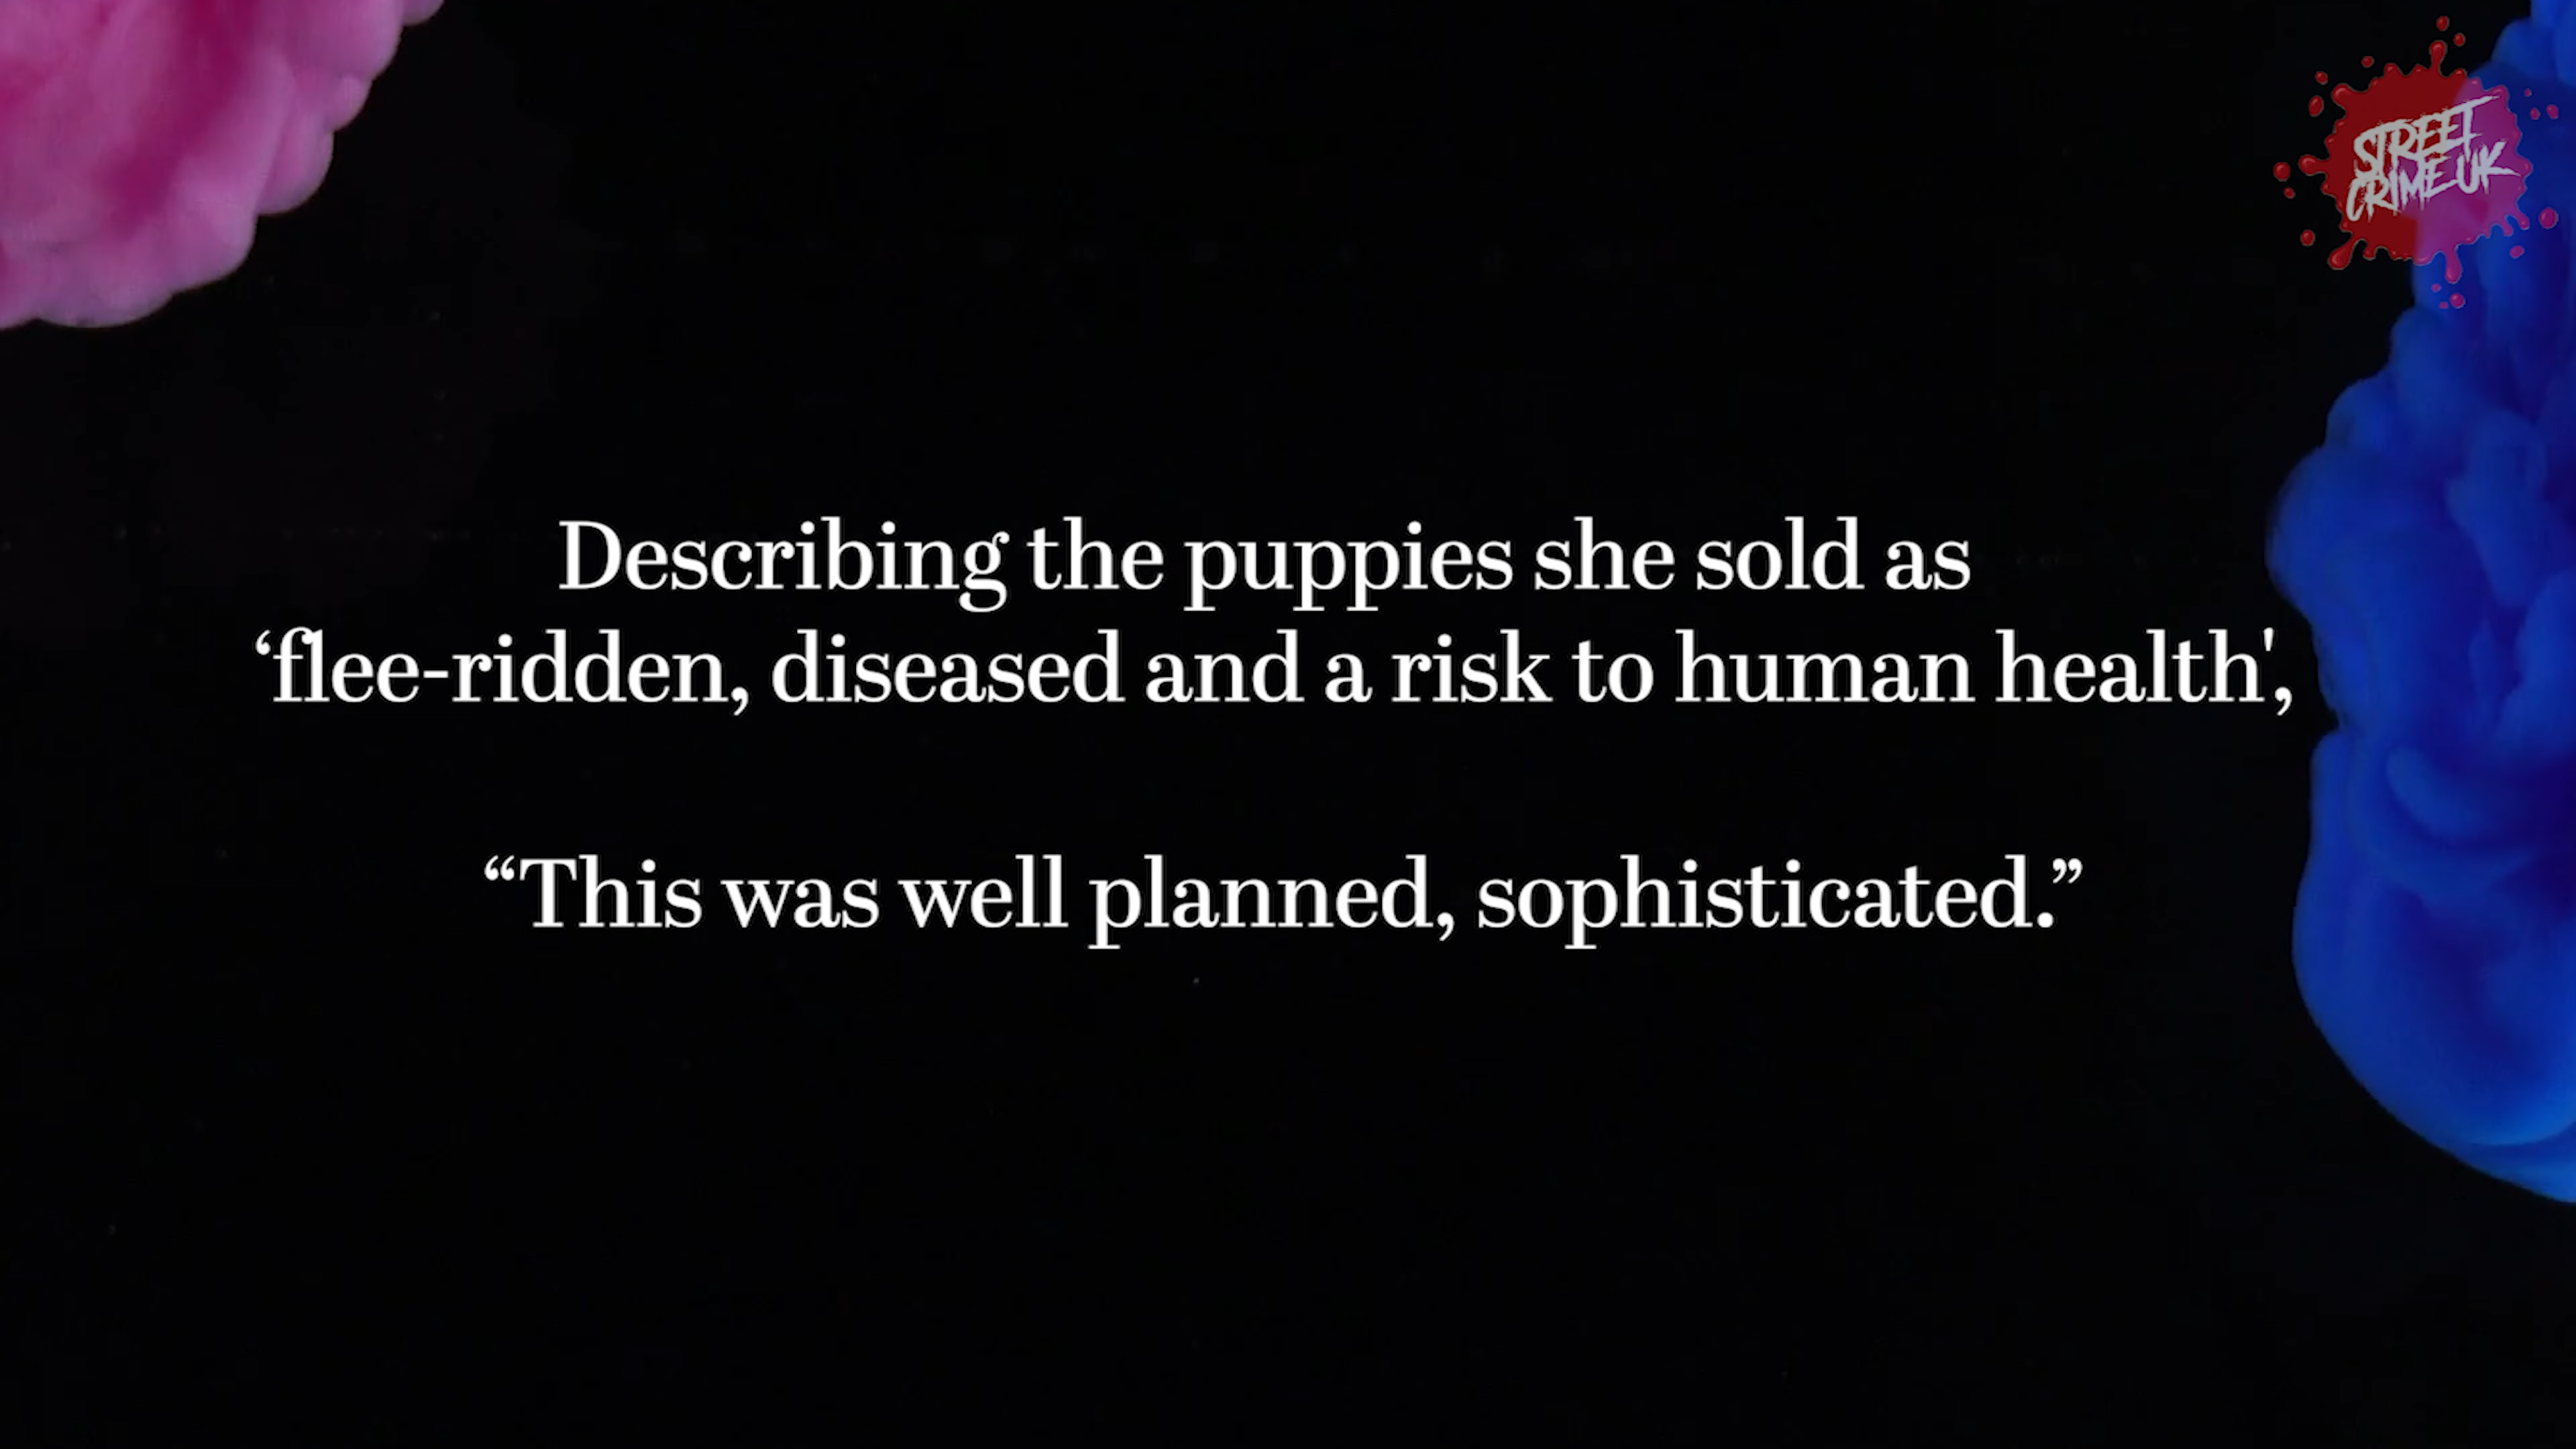 STREET
CRIME UK
Describing the puppies she sold as
‘flee-ridden, diseased and a risk to human health',
“This was well planned, sophisticated.”